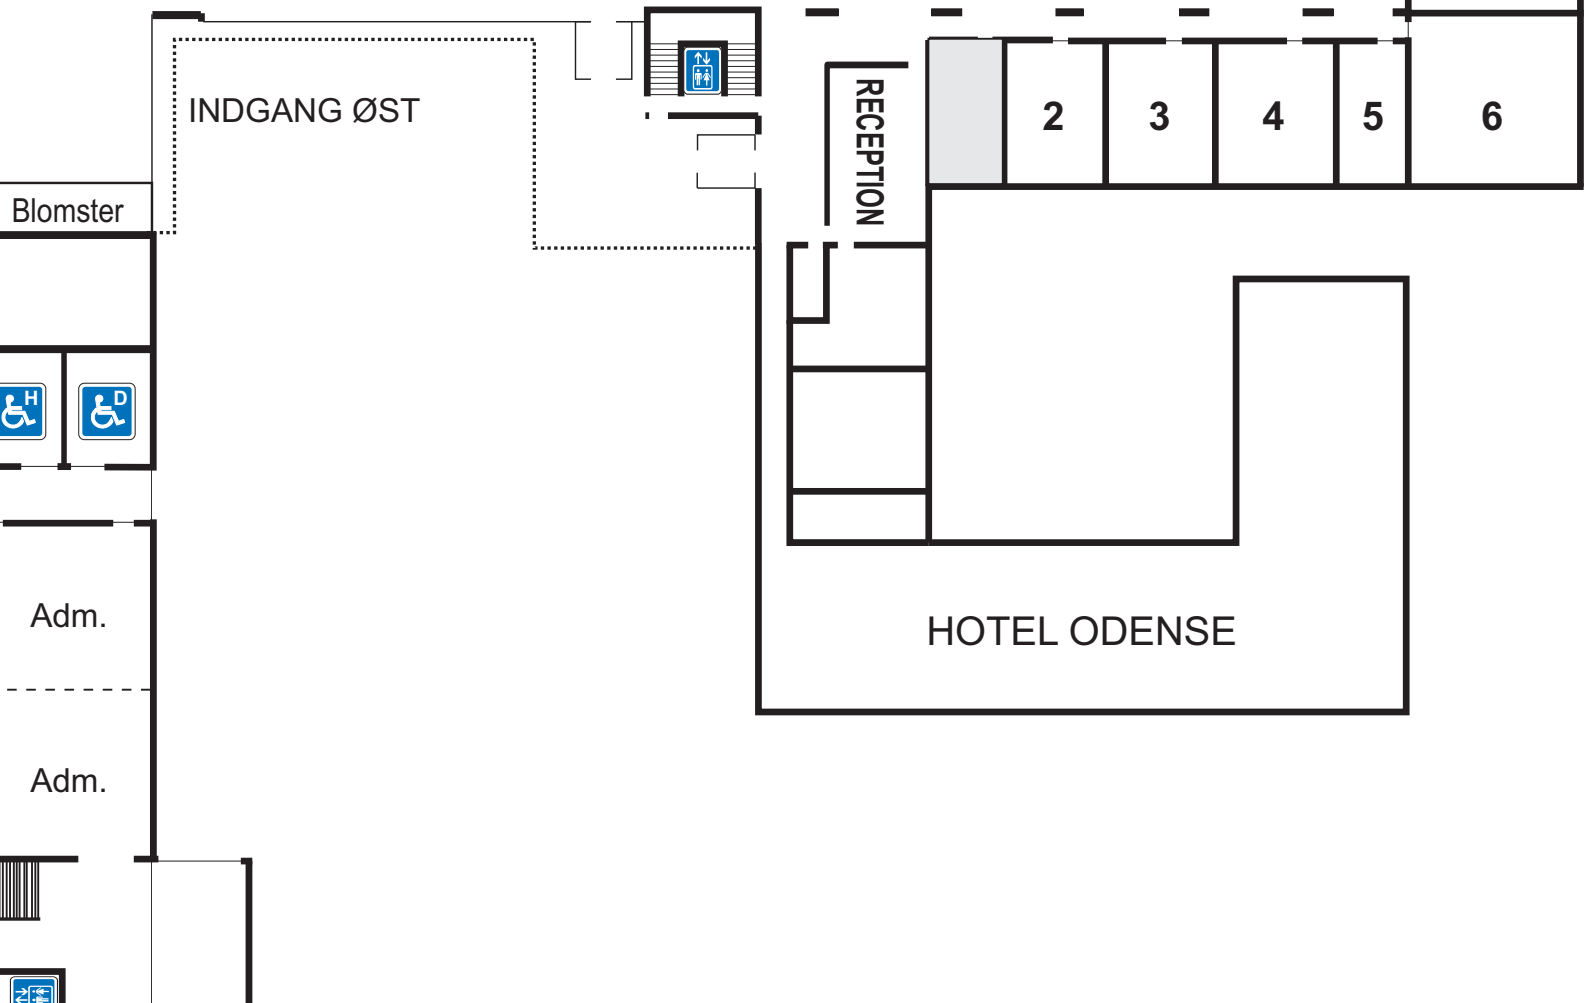 INDGANG ØST
RECEPTION
2
3
4
5
6
Blomster
H
D
Adm.
HOTEL ODENSE
Adm.